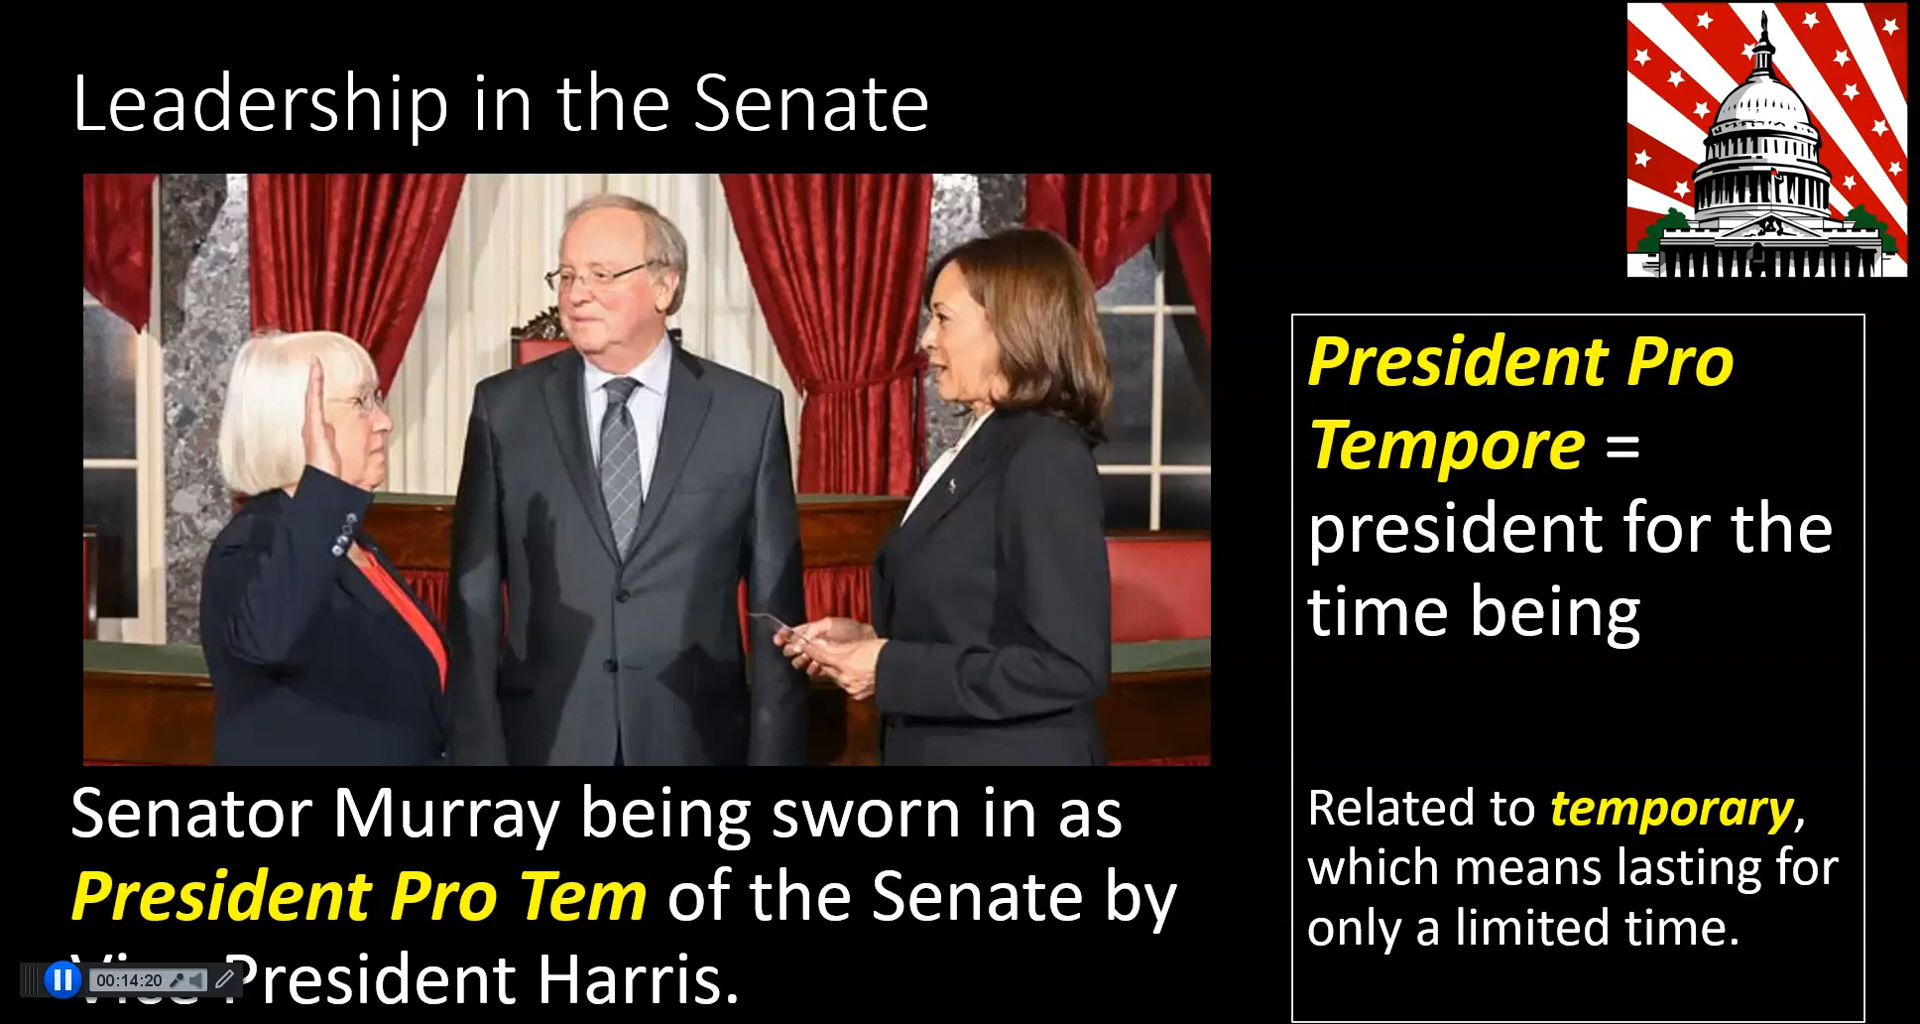 Leadership in the Senate
President Pro
Tempore =
president for the
time being
Related to temporary,
which means lasting for
only a limited time.
Senator Murray being sworn in as
President Pro Tem of the Senate by
Vice President Harris.
00:14:20